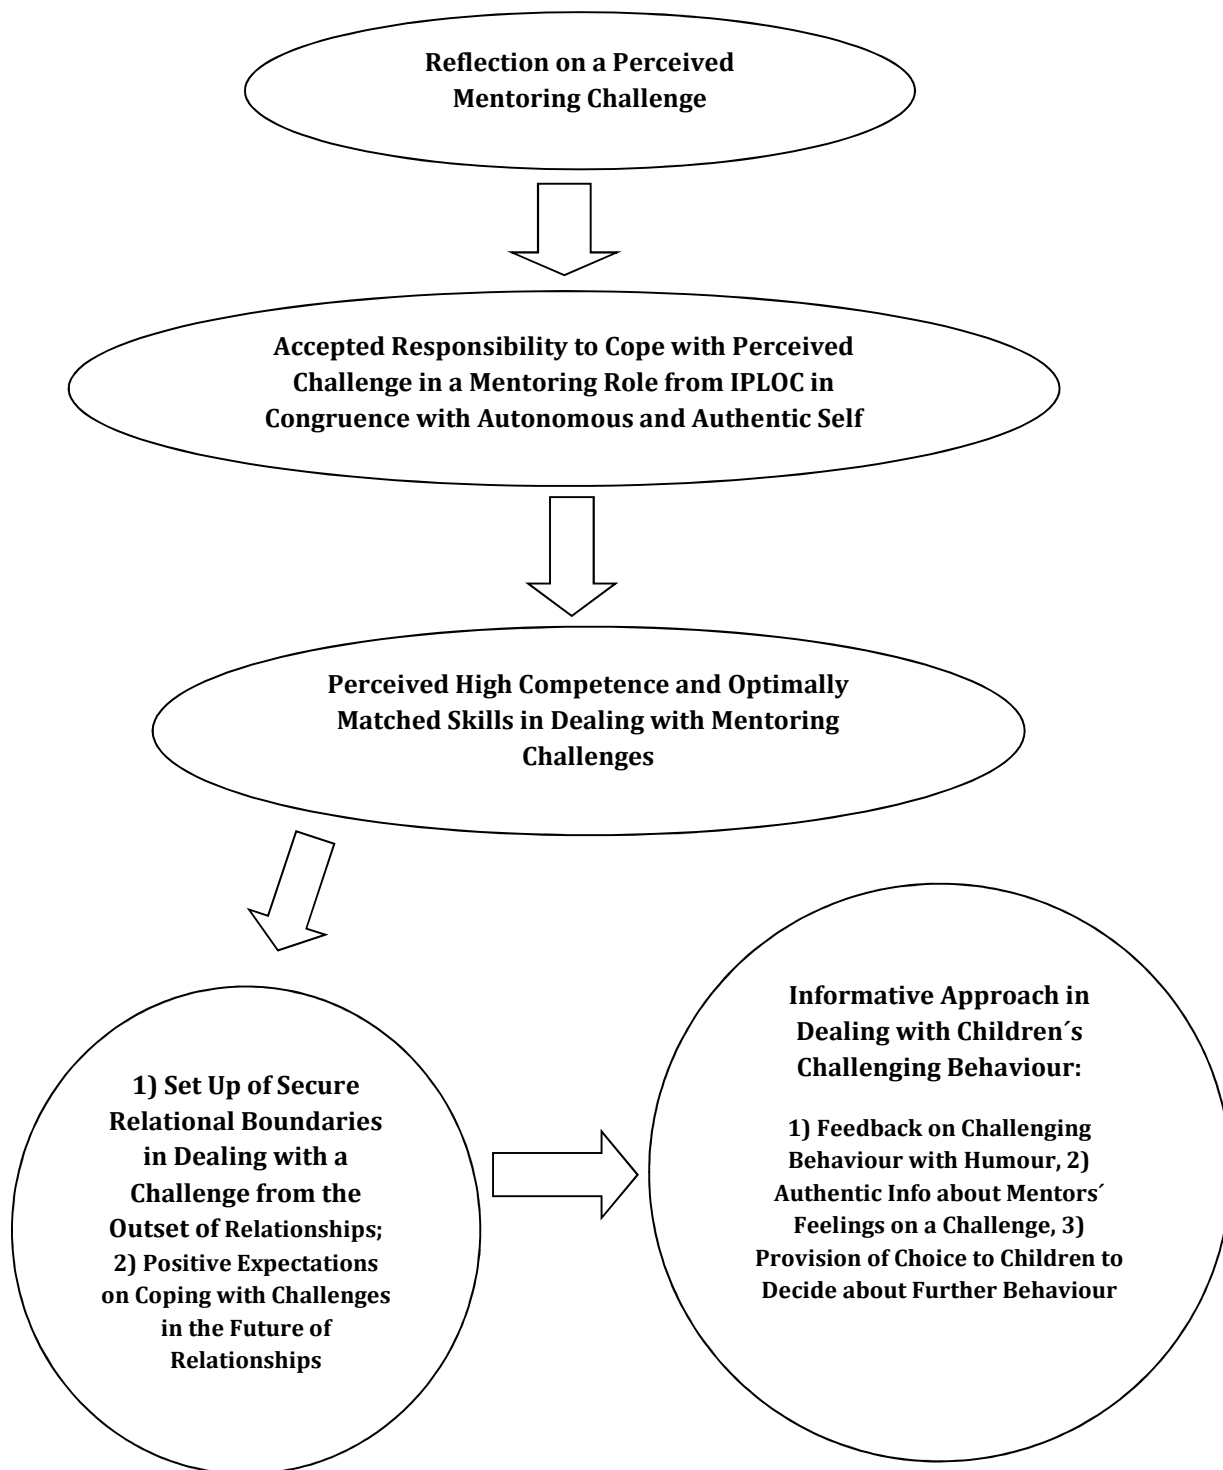 Reflection on a Perceived
Mentoring Challenge
Accepted Responsibility to Cope with Perceived
Challenge in a Mentoring Role from IPLOC in
Congruence with Autonomous and Authentic Self
Perceived High Competence and Optimally
Matched Skills in Dealing with Mentoring
Challenges
1) Set Up of Secure
Relational Boundaries
in Dealing with a
Challenge from the
Outset of Relationships;
2) Positive Expectations
on Coping with Challenges
in the Future of
Relationships
Informative Approach in
Dealing with Children´s
Challenging Behaviour:
1) Feedback on Challenging
Behaviour with Humour, 2)
Authentic Info about Mentors´
Feelings on a Challenge, 3)
Provision of Choice to Children to
Decide about Further Behaviour